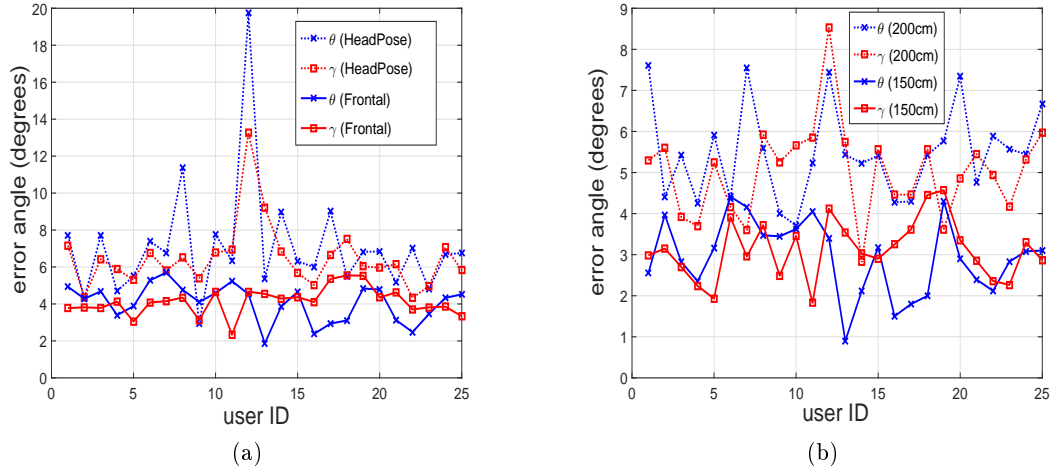 20
18
16
14
12
10
8
6
4
2
0
error angle (degrees)
θ (HeadPose)
γ (HeadPose)
θ (Frontal)
γ (Frontal)
0 5 10 15 20 25
user ID
(a)
9
8
7
6
5
4
3
2
1
0
error angle (degrees)
θ (200cm)
γ (200cm)
θ (150cm)
γ (150cm)
0 5 10 15 20 25
user ID
(b)